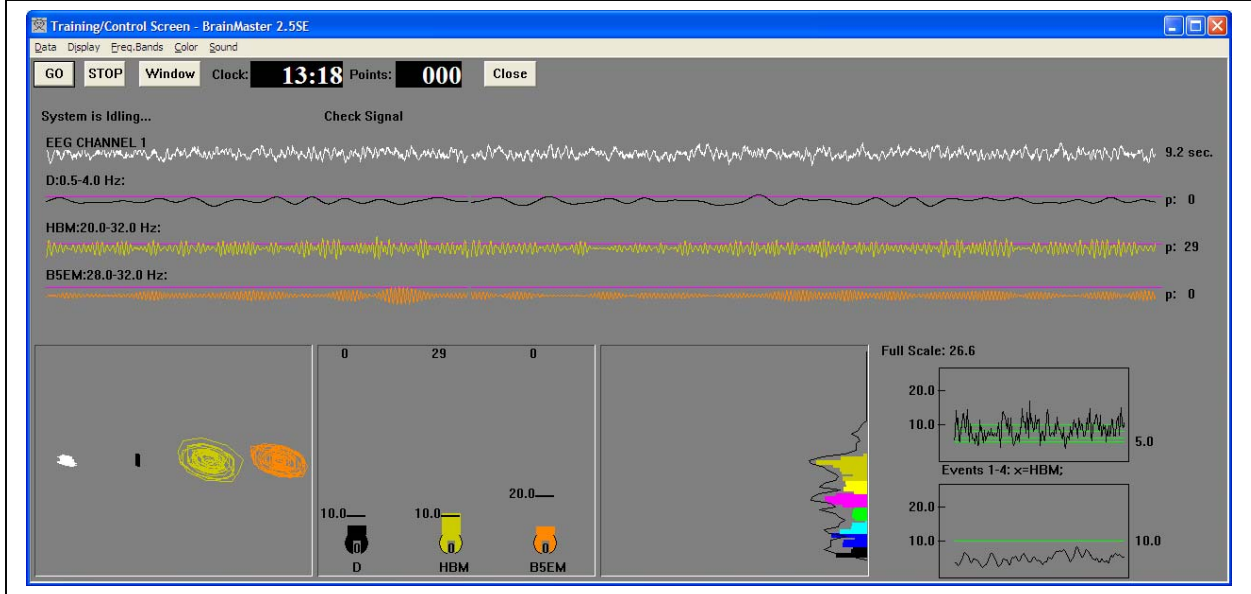 Training/Control Screen - BrainMaster 2.5SE
Data Display Freq.Bands Color Sound
GO STOP Window Clock: 13:18 Points: 000 Close
System is Idling... Check Signal
EEG CHANNEL 1
9.2 sec.
D:0.5-4.0 Hz:
p: 0
HBM:20.0-32.0 Hz:
p: 29
B5EM:28.0-32.0 Hz:
p: 0
0 29 0
10.0 10.0 20.0
0 0 0
D HBM B5EM
Full Scale: 26.6
20.0
10.0
5.0
Events 1-4: x=HBM;
20.0
10.0 10.0